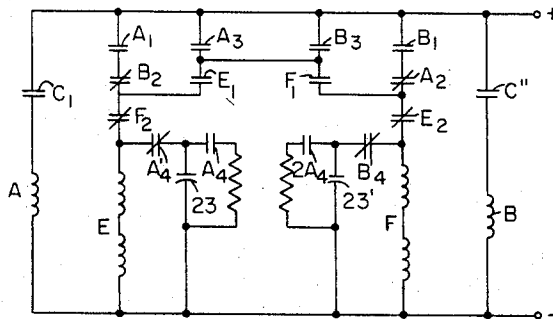 +
A₁ A₃ B₃ B₁
C₁ B₂ E₁ F₁ A₂ C"
F₂ E₂
A'₄ A₄ 2A₄ B₄
A 23 23' B
E F
-